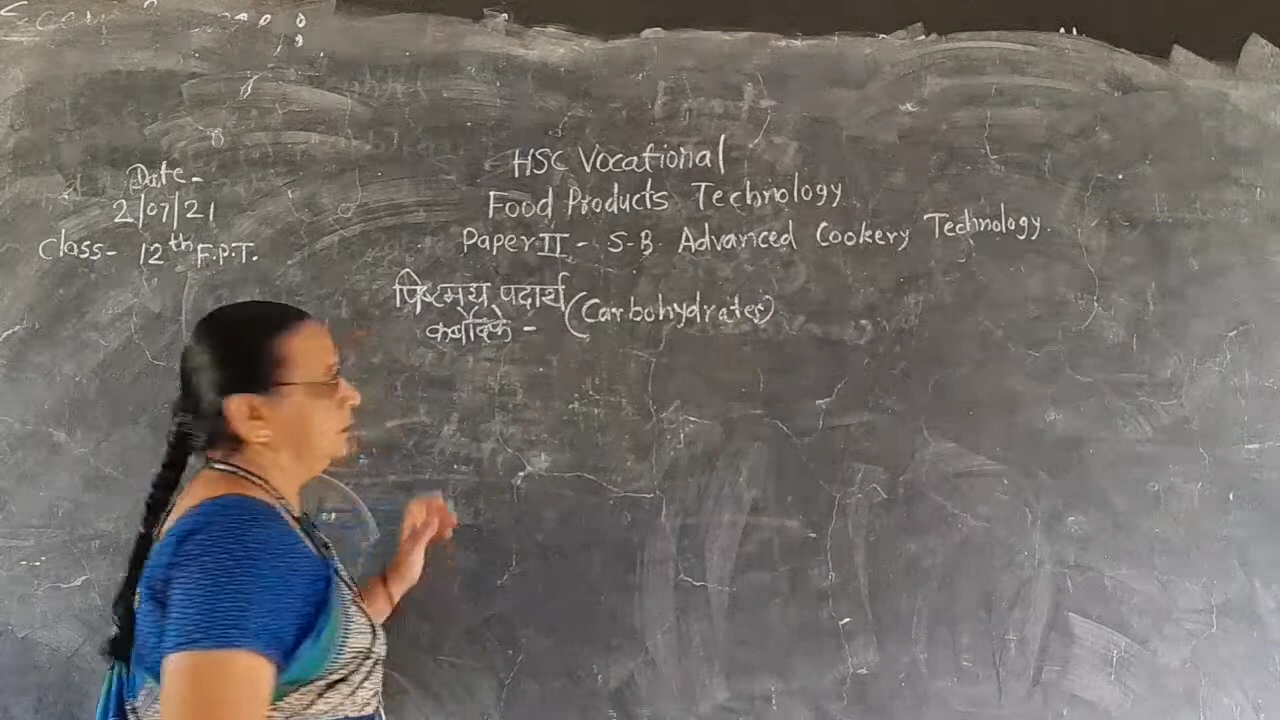 Date -
2/07/21
Class- 12th F.P.T.
HSC Vocational
Food Products Technology
Paper II - S-B. Advanced Cookery Technology.
पिष्टमय पदार्थ (Carbohydrates)
कर्बोदिके -